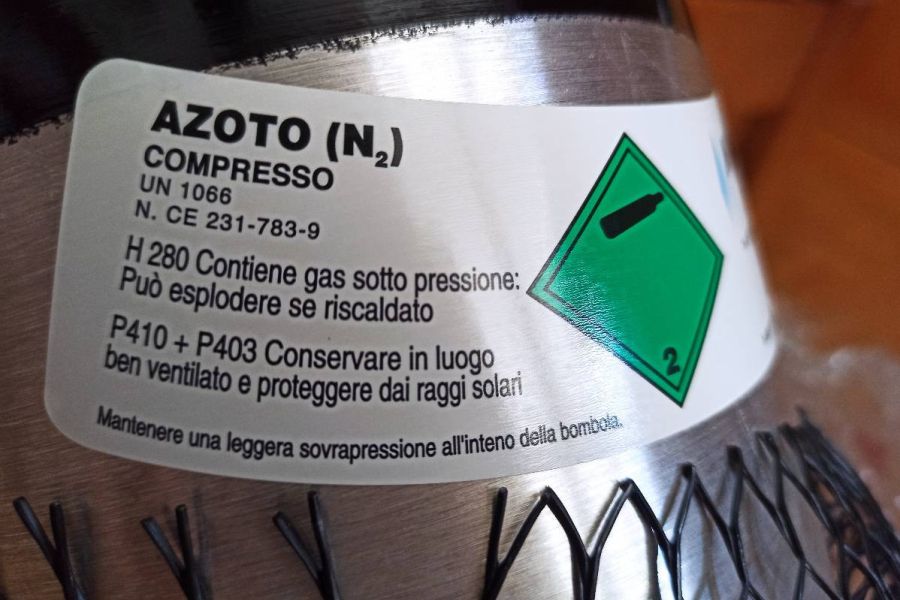 AZOTO (N₂)
COMPRESSO
UN 1066
N. CE 231-783-9
H 280 Contiene gas sotto pressione:
Può esplodere se riscaldato
P410 + P403 Conservare in luogo
ben ventilato e proteggere dai raggi solari
Mantenere una leggera sovrapressione all'inteno della bombola.
2